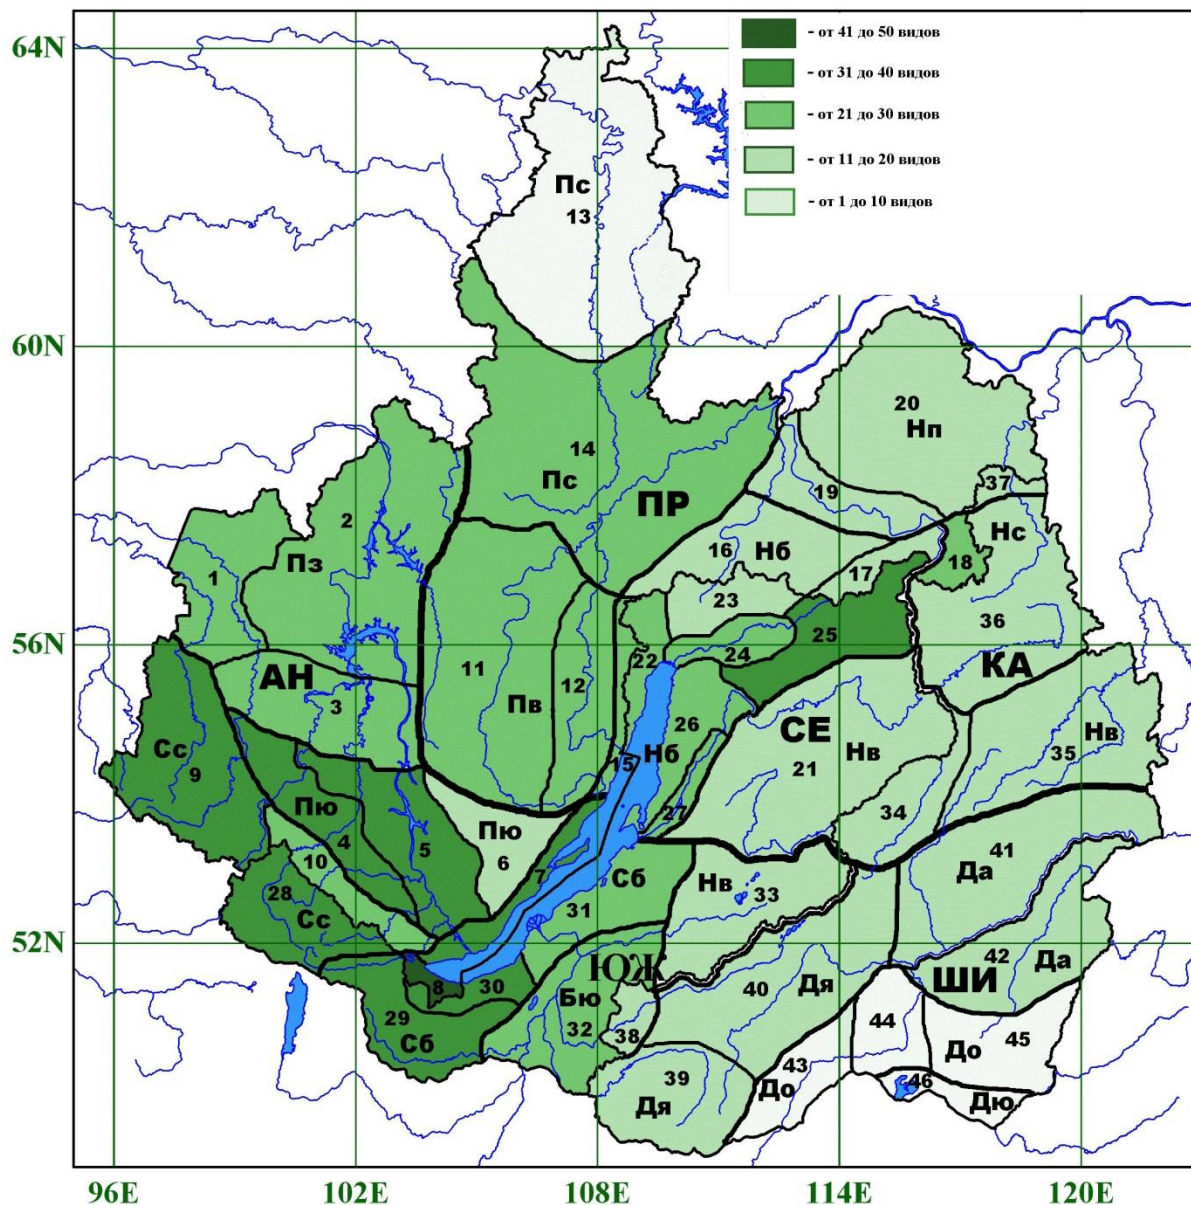 64N
- от 41 до 50 видов
- от 31 до 40 видов
- от 21 до 30 видов
- от 11 до 20 видов
- от 1 до 10 видов
Пс
13
60N
20
Нп
14
Пс
ПР
19
37
Нс
2
16
Нб
17
18
Пз
1
23
36
56N
25
КА
22
24
АН
11
12
3
Пв
26
СЕ
Нв
35
Нв
Сс
9
15
Нб
21
27
34
Пю
4
5
Пю
6
41
Да
10
7
Сб
Нв
33
28
Сс
31
52N
42
Да
ЮЖ
ШИ
8
30
40
Дя
Бю
32
29
Сб
38
44
45
До
43
39
До
46
Дя
Дю
96E
102E
108E
114E
120E